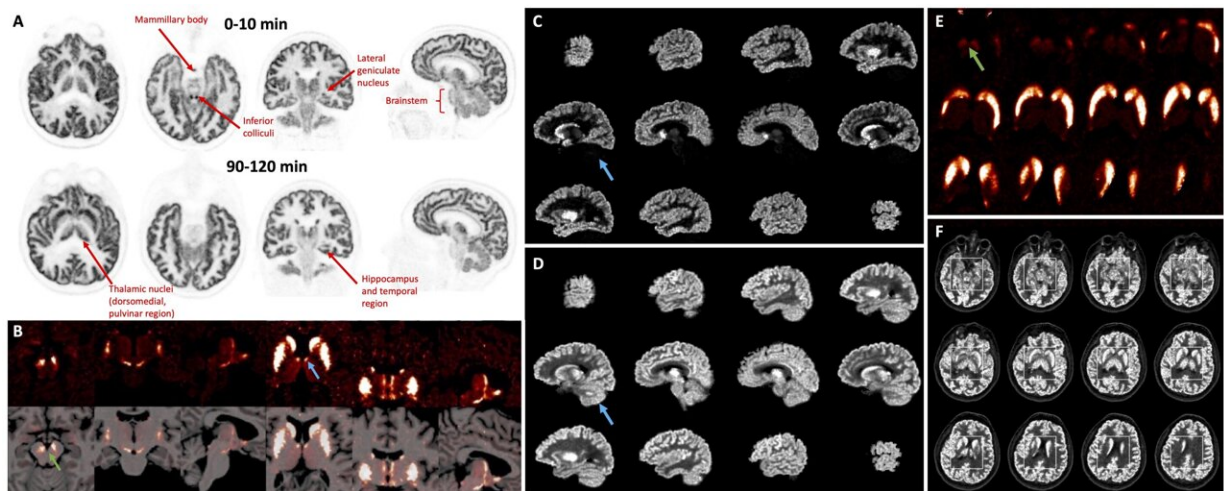 A
0-10 min
Mammillary body
Lateral
geniculate
nucleus
Brainstem
Inferior
colliculi
90-120 min
Thalamic nuclei
(dorsomedial,
pulvinar region)
Hippocampus
and temporal
region
B
C
D
E
F